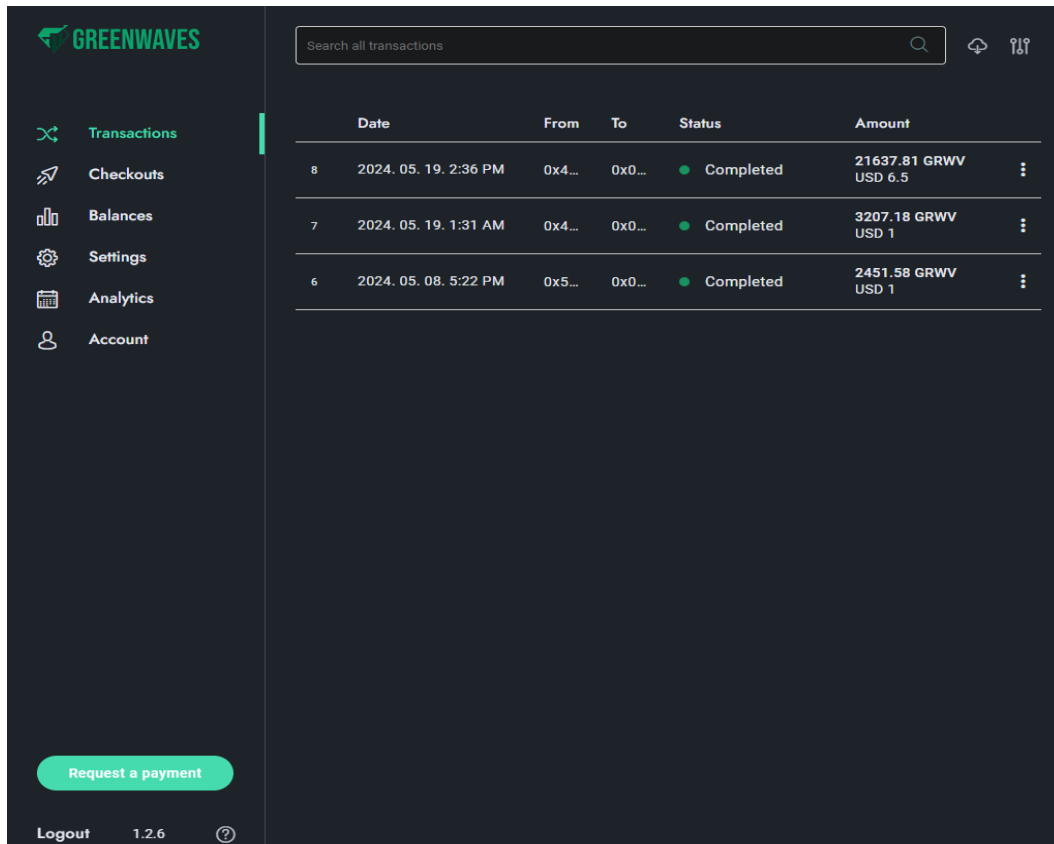 GREENWAVES
Search all transactions
Transactions
Checkouts
Balances
Settings
Analytics
Account
Date From To Status Amount
8 2024. 05. 19. 2:36 PM 0x4... 0x0... Completed 21637.81 GRWV
USD 6.5
7 2024. 05. 19. 1:31 AM 0x4... 0x0... Completed 3207.18 GRWV
USD 1
6 2024. 05. 08. 5:22 PM 0x5... 0x0... Completed 2451.58 GRWV
USD 1
Request a payment
Logout 1.2.6 ?